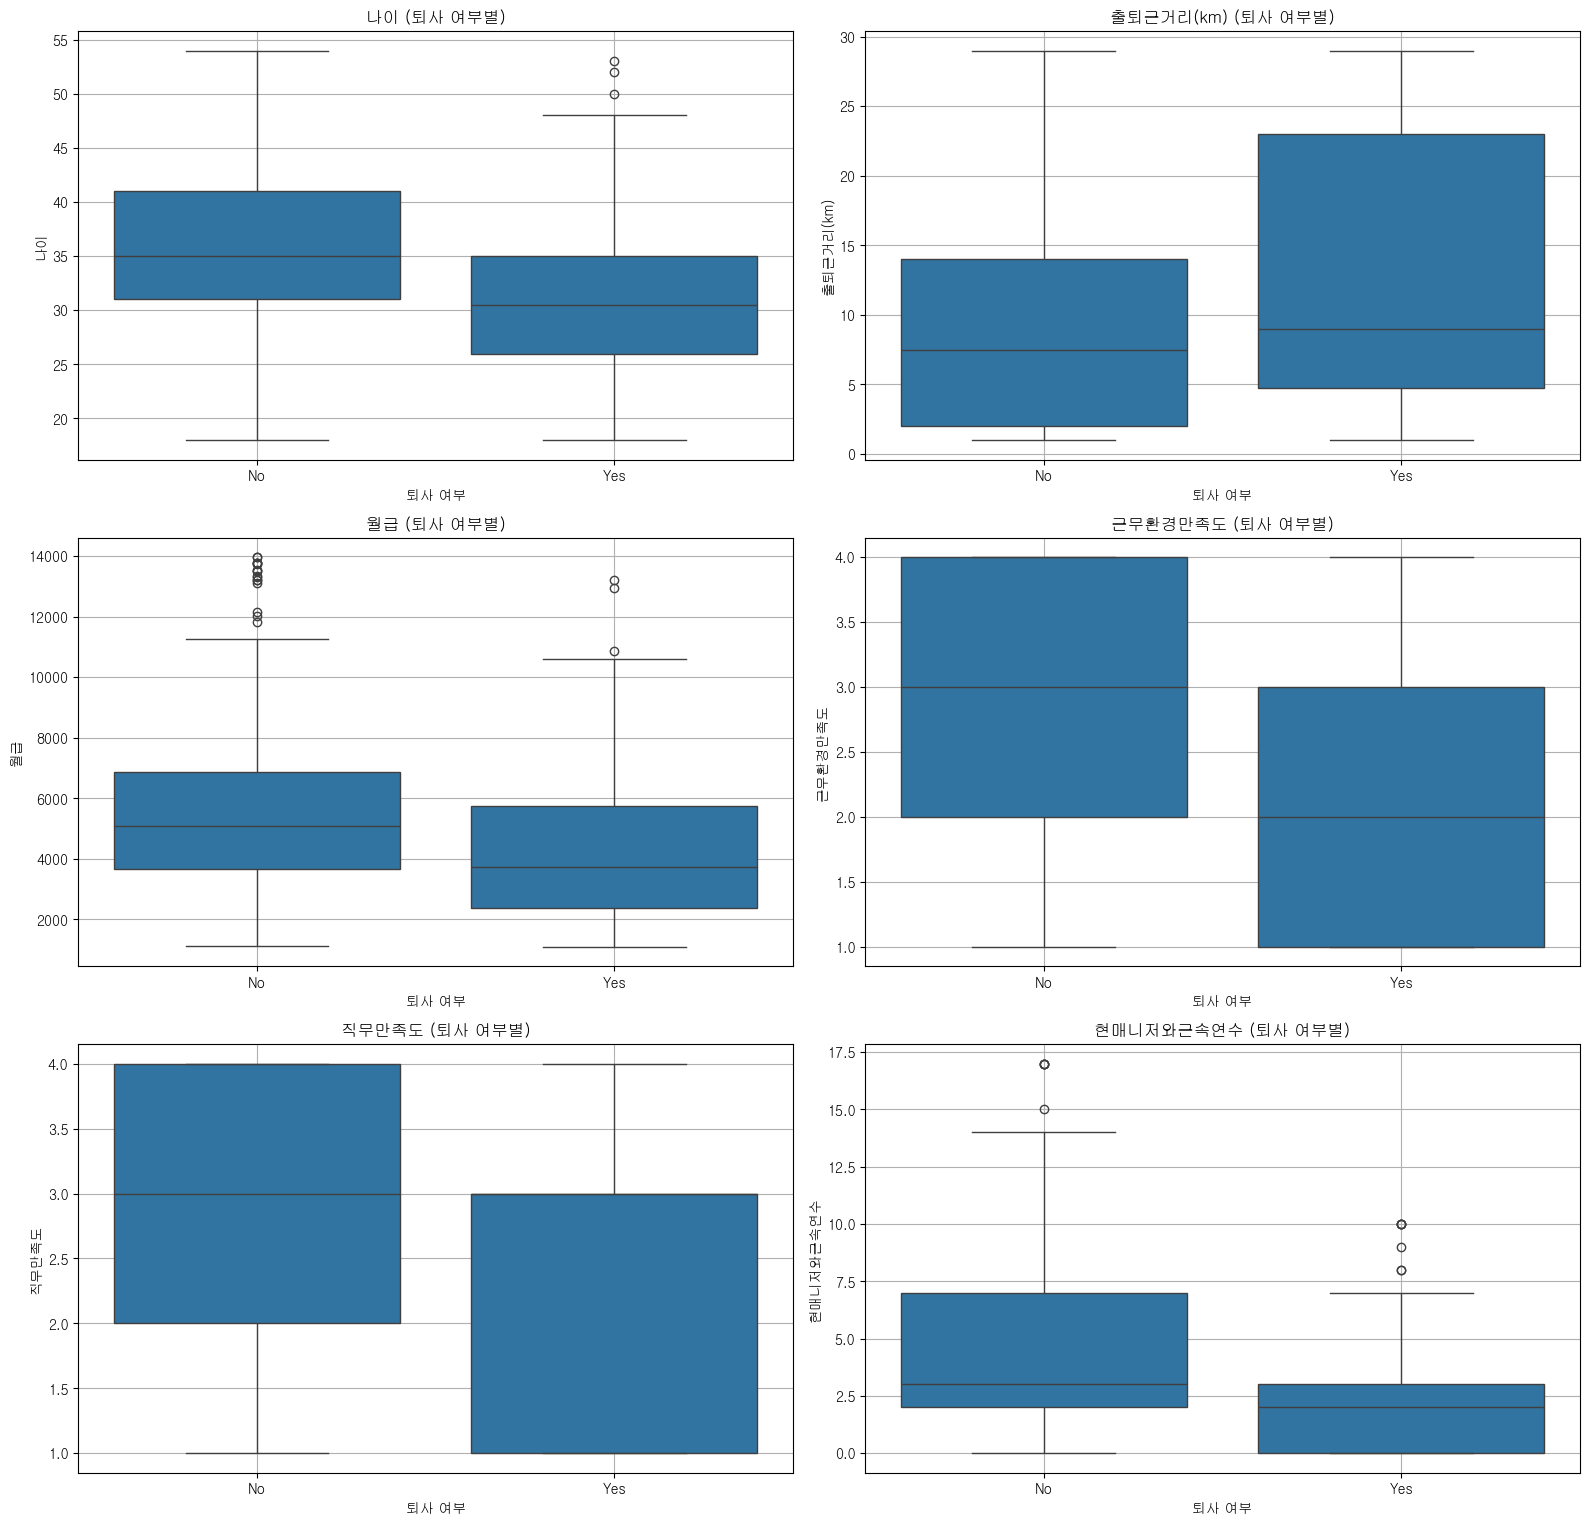 나이 (퇴사 여부별)
55
50
45
40
35
30
25
20
나이
No
Yes
퇴사 여부
출퇴근거리(km) (퇴사 여부별)
30
25
20
15
10
5
0
출퇴근거리(km)
No
Yes
퇴사 여부
월급 (퇴사 여부별)
14000
12000
10000
8000
6000
4000
2000
월급
No
Yes
퇴사 여부
근무환경만족도 (퇴사 여부별)
4.0
3.5
3.0
2.5
2.0
1.5
1.0
근무환경만족도
No
Yes
퇴사 여부
직무만족도 (퇴사 여부별)
4.0
3.5
3.0
2.5
2.0
1.5
1.0
직무만족도
No
Yes
퇴사 여부
현매니저와근속연수 (퇴사 여부별)
17.5
15.0
12.5
10.0
7.5
5.0
2.5
0.0
현매니저와근속연수
No
Yes
퇴사 여부